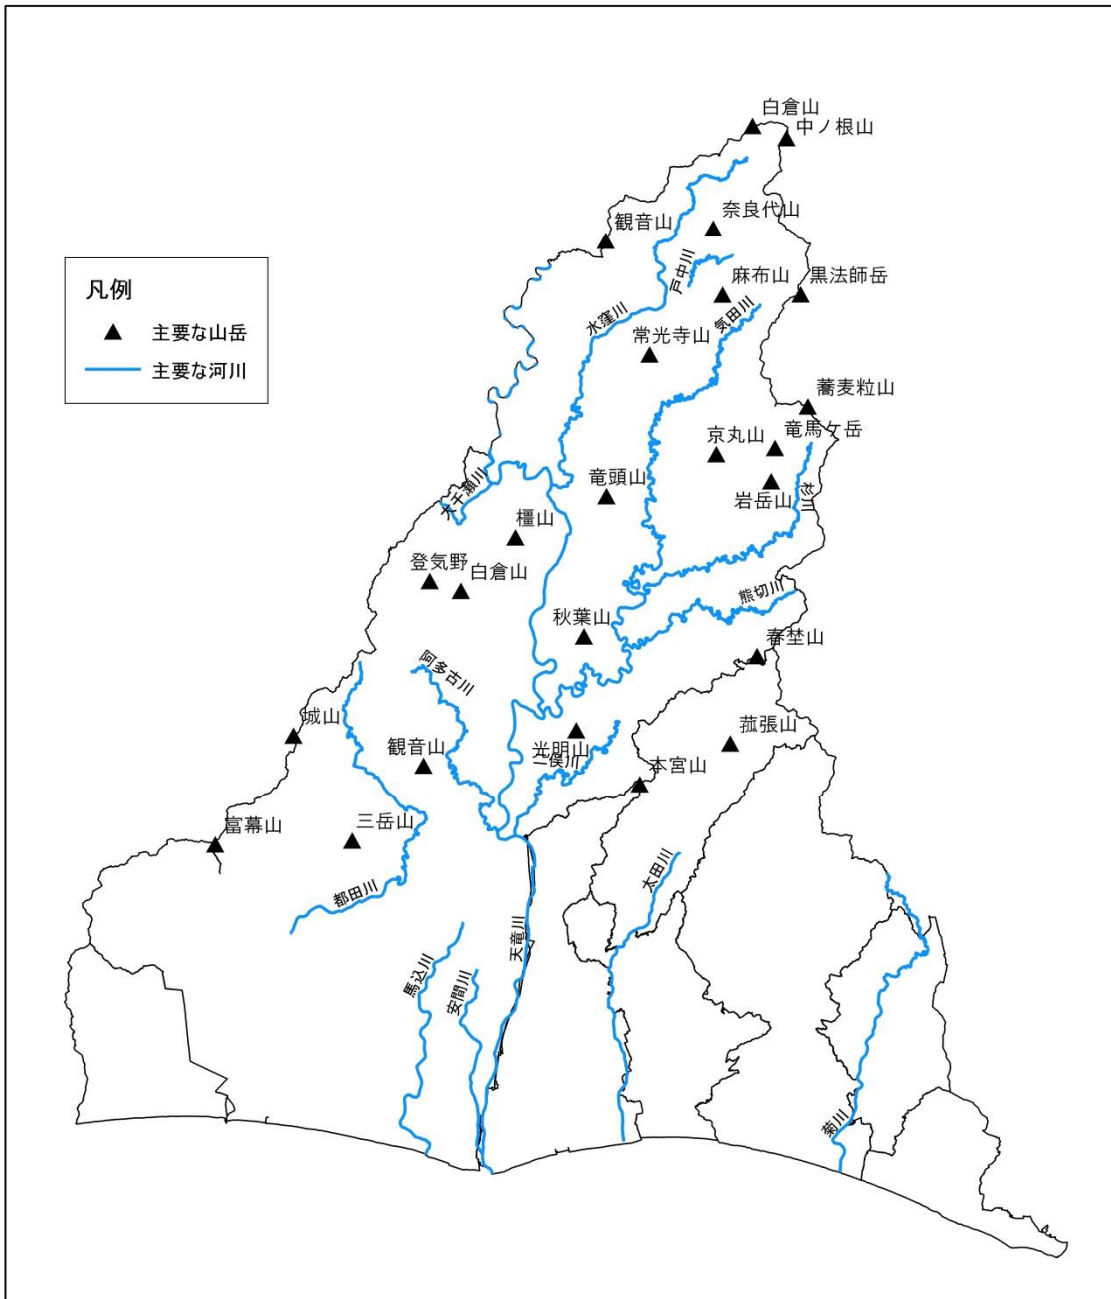 白倉山
中ノ根山
観音山
奈良代山
戸中川
麻布山
黒法師岳
凡例
主要な山岳
主要な河川
水窪川
気田川
常光寺山
蕎麦粒山
京丸山
竜馬ケ岳
岩岳山
杉川
大千瀬川
竜頭山
橿山
登気野
白倉山
熊切川
秋葉山
春埜山
阿多古川
城山
観音山
光明山
二俣川
菰張山
本宮山
富幕山
三岳山
都田川
太田川
天竜川
馬込川
安間川
菊川